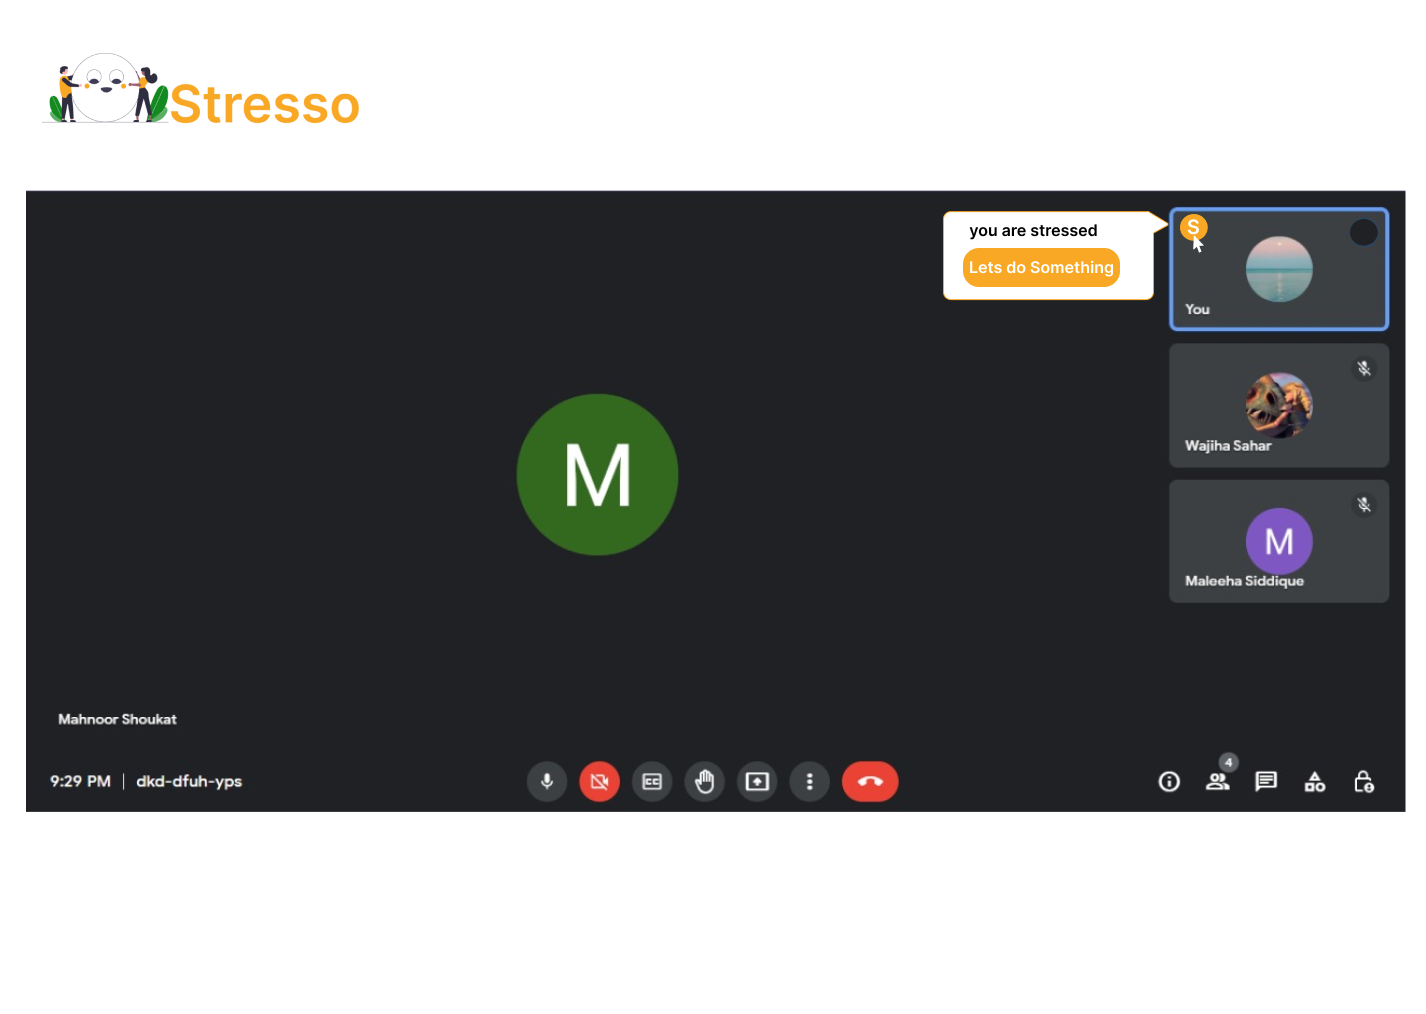 Stresso
you are stressed
Lets do Something
S
You
Wajiha Sahar
M
M
Maleeha Siddique
Mahnoor Shoukat
4
9:29 PM | dkd-dfuh-yps
CC